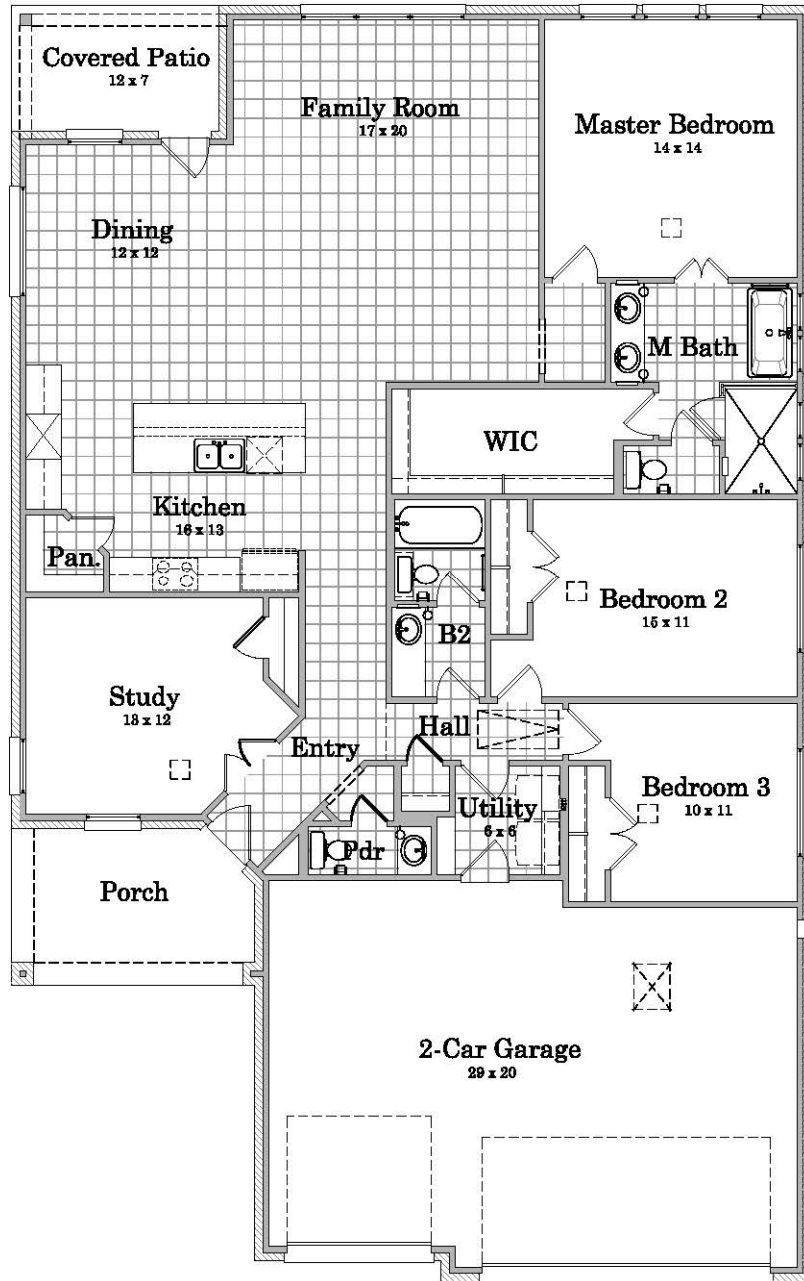 Covered Patio
12 x 7
Family Room
17 x 20
Master Bedroom
14 x 14
Dining
12 x 12
M Bath
WIC
Kitchen
16 x 13
Pan.
Bedroom 2
15 x 11
B2
Study
13 x 12
Hall
Entry
Bedroom 3
10 x 11
Utility
6 x 6
Pdr
Porch
2-Car Garage
29 x 20